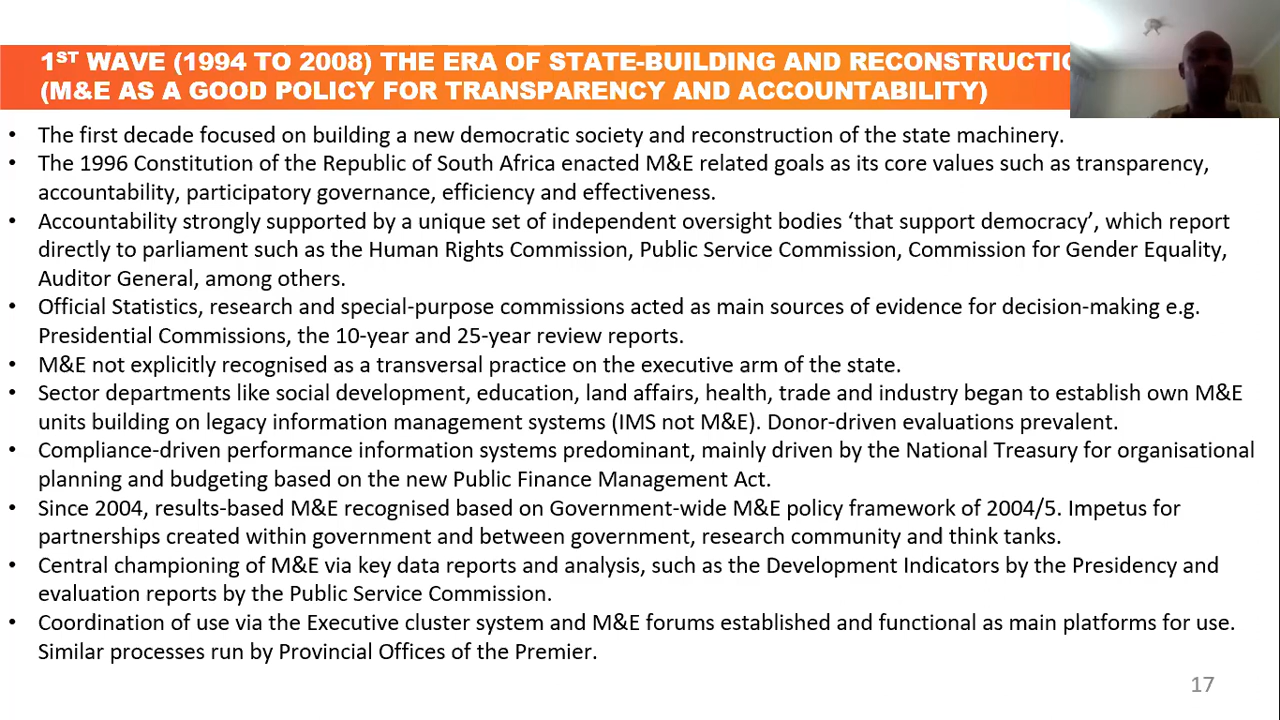 1ST WAVE (1994 TO 2008) THE ERA OF STATE-BUILDING AND
(M&E AS A GOOD POLICY FOR TRANSPARENCY AND ACCOUNTABILITY)
• The first decade focused on building a new democratic society and reconstruction of the state machinery.
• The 1996 Constitution of the Republic of South Africa enacted M&E related goals as its core values such as transparency,
accountability, participatory governance, efficiency and effectiveness.
• Accountability strongly supported by a unique set of independent oversight bodies ‘that support democracy’, which report
directly to parliament such as the Human Rights Commission, Public Service Commission, Commission for Gender Equality,
Auditor General, among others.
• Official Statistics, research and special-purpose commissions acted as main sources of evidence for decision-making e.g.
Presidential Commissions, the 10-year and 25-year review reports.
• M&E not explicitly recognised as a transversal practice on the executive arm of the state.
• Sector departments like social development, education, land affairs, health, trade and industry began to establish own M&E
units building on legacy information management systems (IMS not M&E). Donor-driven evaluations prevalent.
• Compliance-driven performance information systems predominant, mainly driven by the National Treasury for organisational
planning and budgeting based on the new Public Finance Management Act.
• Since 2004, results-based M&E recognised based on Government-wide M&E policy framework of 2004/5. Impetus for
partnerships created within government and between government, research community and think tanks.
• Central championing of M&E via key data reports and analysis, such as the Development Indicators by the Presidency and
evaluation reports by the Public Service Commission.
• Coordination of use via the Executive cluster system and M&E forums established and functional as main platforms for use.
Similar processes run by Provincial Offices of the Premier.
17